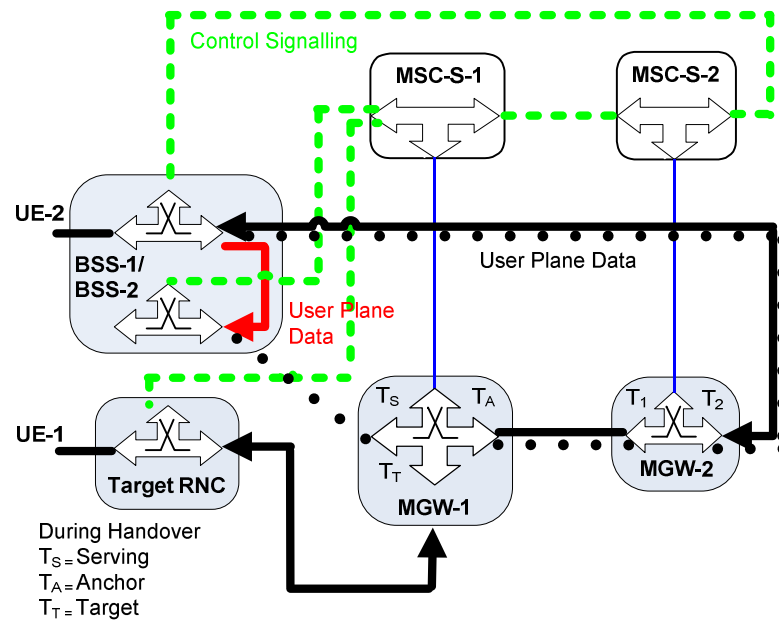 Control Signalling
MSC-S-1
MSC-S-2
UE-2
BSS-1/
BSS-2
User Plane Data
User Plane
Data
TS
TA
TT
MGW-1
T1
T2
MGW-2
UE-1
Target RNC
During Handover
TS = Serving
TA = Anchor
TT = Target